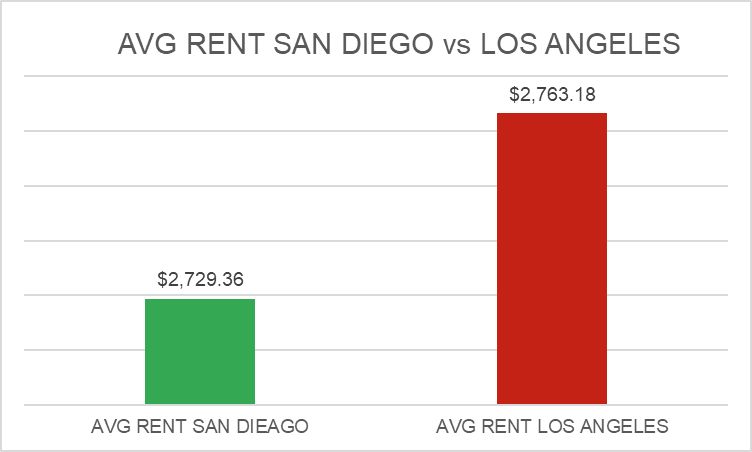 AVG RENT SAN DIEGO vs LOS ANGELES
$2,763.18
$2,729.36
AVG RENT SAN DIEAGO
AVG RENT LOS ANGELES